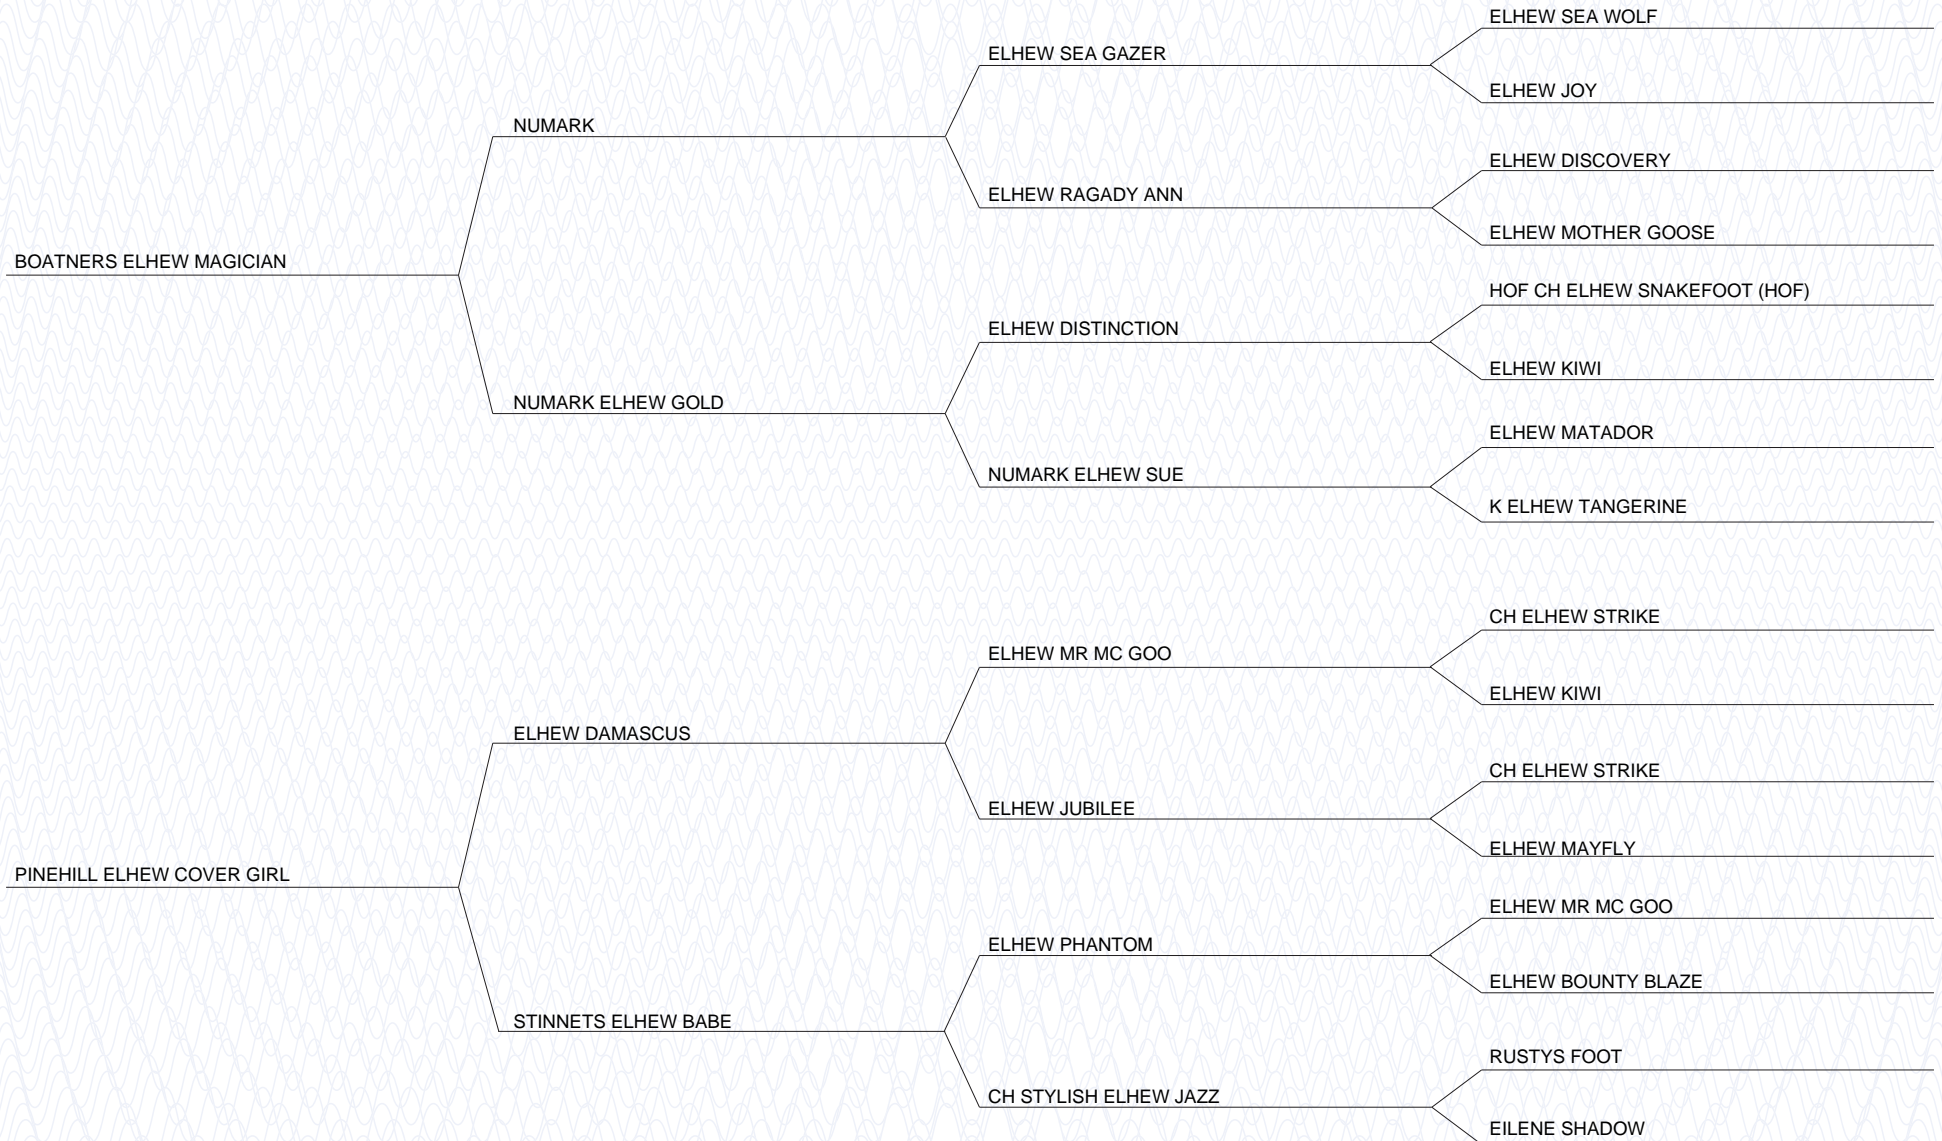 BOATNERS ELHEW MAGICIAN
NUMARK
ELHEW SEA GAZER
ELHEW SEA WOLF
ELHEW JOY
ELHEW RAGADY ANN
ELHEW DISCOVERY
ELHEW MOTHER GOOSE
NUMARK ELHEW GOLD
ELHEW DISTINCTION
HOF CH ELHEW SNAKEFOOT (HOF)
ELHEW KIWI
NUMARK ELHEW SUE
ELHEW MATADOR
K ELHEW TANGERINE
PINEHILL ELHEW COVER GIRL
ELHEW DAMASCUS
ELHEW MR MC GOO
CH ELHEW STRIKE
ELHEW KIWI
ELHEW JUBILEE
CH ELHEW STRIKE
ELHEW MAYFLY
STINNETS ELHEW BABE
ELHEW PHANTOM
ELHEW MR MC GOO
ELHEW BOUNTY BLAZE
CH STYLISH ELHEW JAZZ
RUSTYS FOOT
EILENE SHADOW